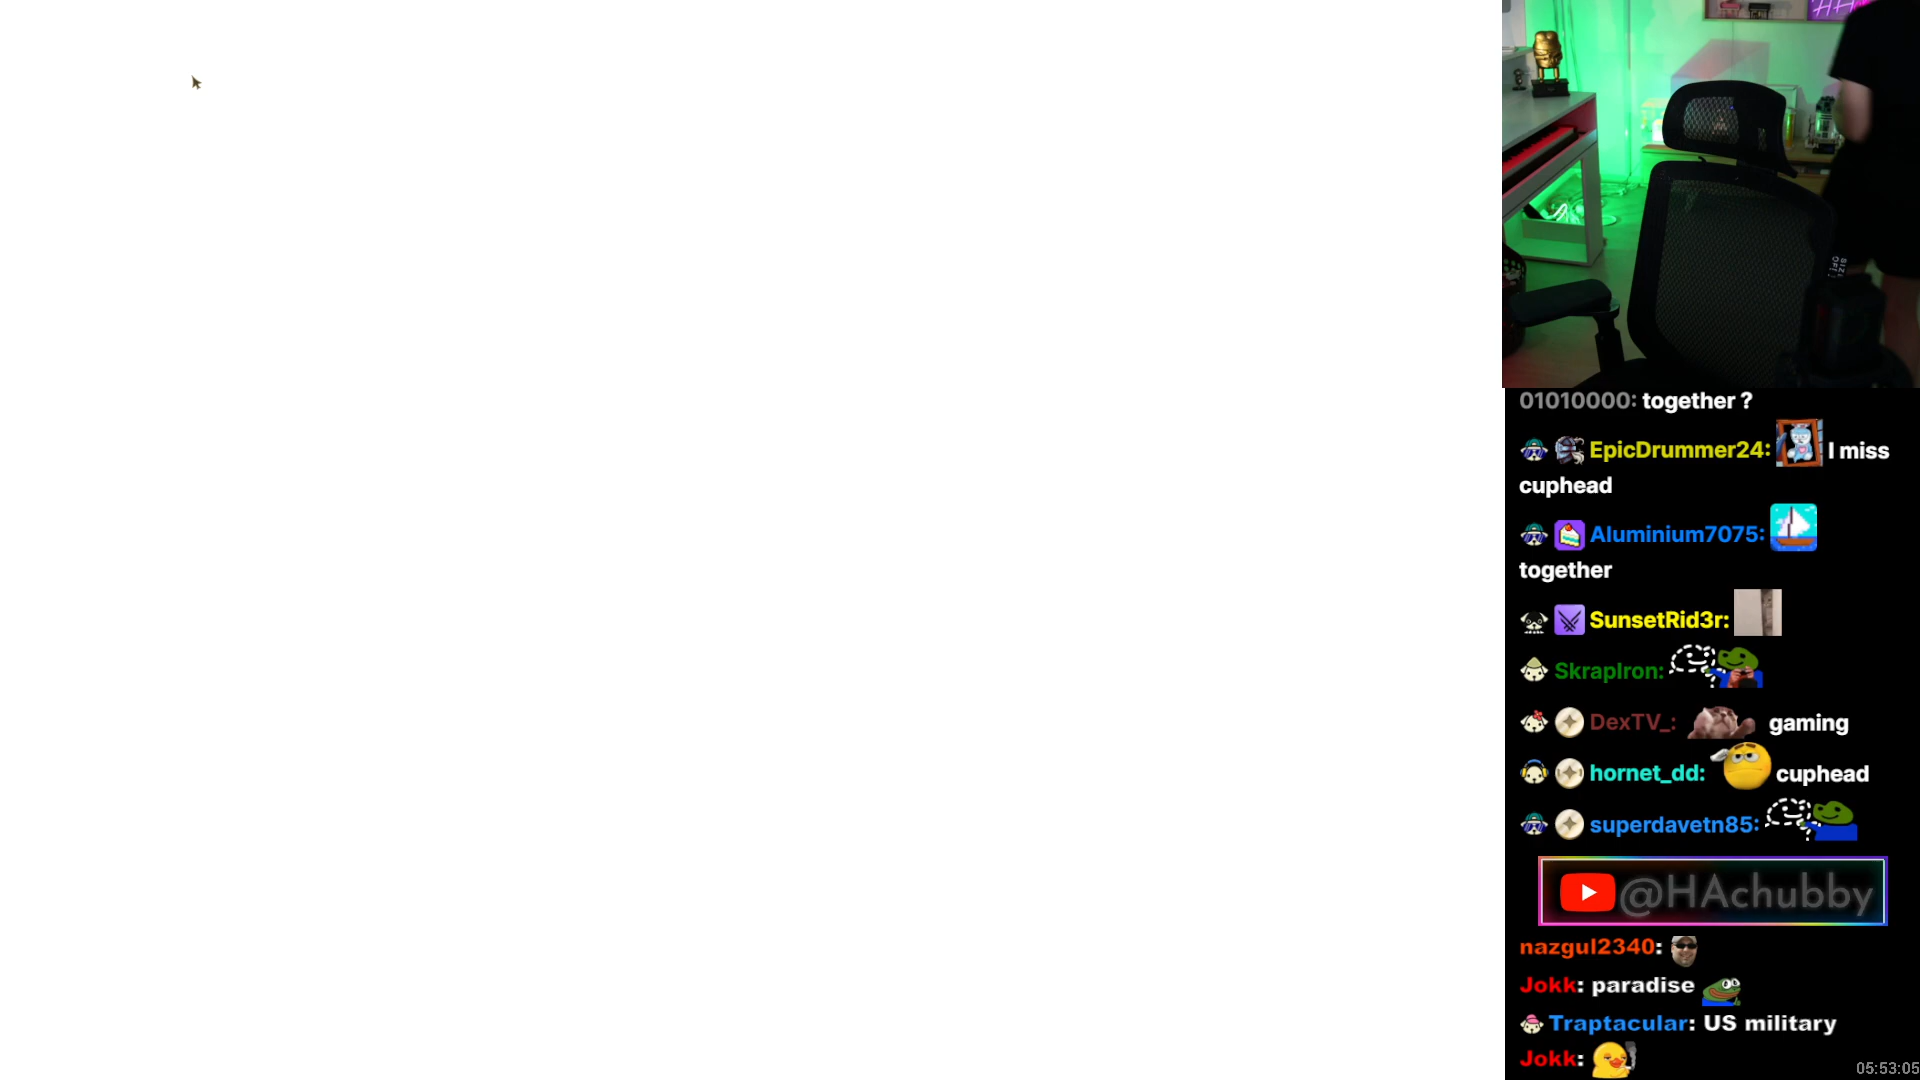 01010000: together ?
EpicDrummer24: I miss
cuphead
Aluminium7075:
together
SunsetRid3r:
SkrapIron:
DexTV_: gaming
hornet_dd: cuphead
superdavetn85:
@HAchubby
nazgul2340:
Jokk: paradise
Traptacular: US military
Jokk:
05:53:05